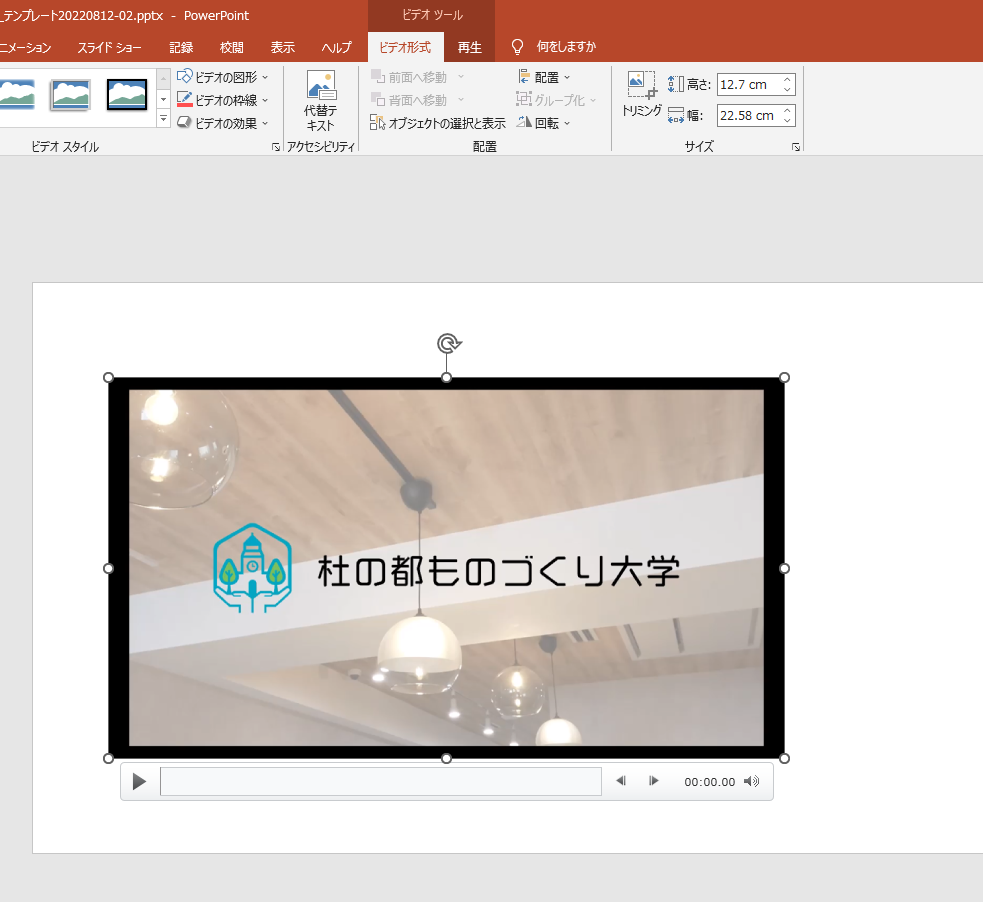 _テンプレート20220812-02.pptx - PowerPoint
ビデオ ツール
ニメーション スライド ショー 記録 校閲 表示 ヘルプ ビデオ形式 再生 何をしますか
ビデオの図形
ビデオの枠線
ビデオの効果
ビデオ スタイル
代替テ
キスト
アクセシビリティ
前面へ移動
背面へ移動
オブジェクトの選択と表示
配置
グループ化
回転
配置
トリミング
高さ: 12.7 cm
幅: 22.58 cm
サイズ
杜の都ものづくり大学
00:00.00